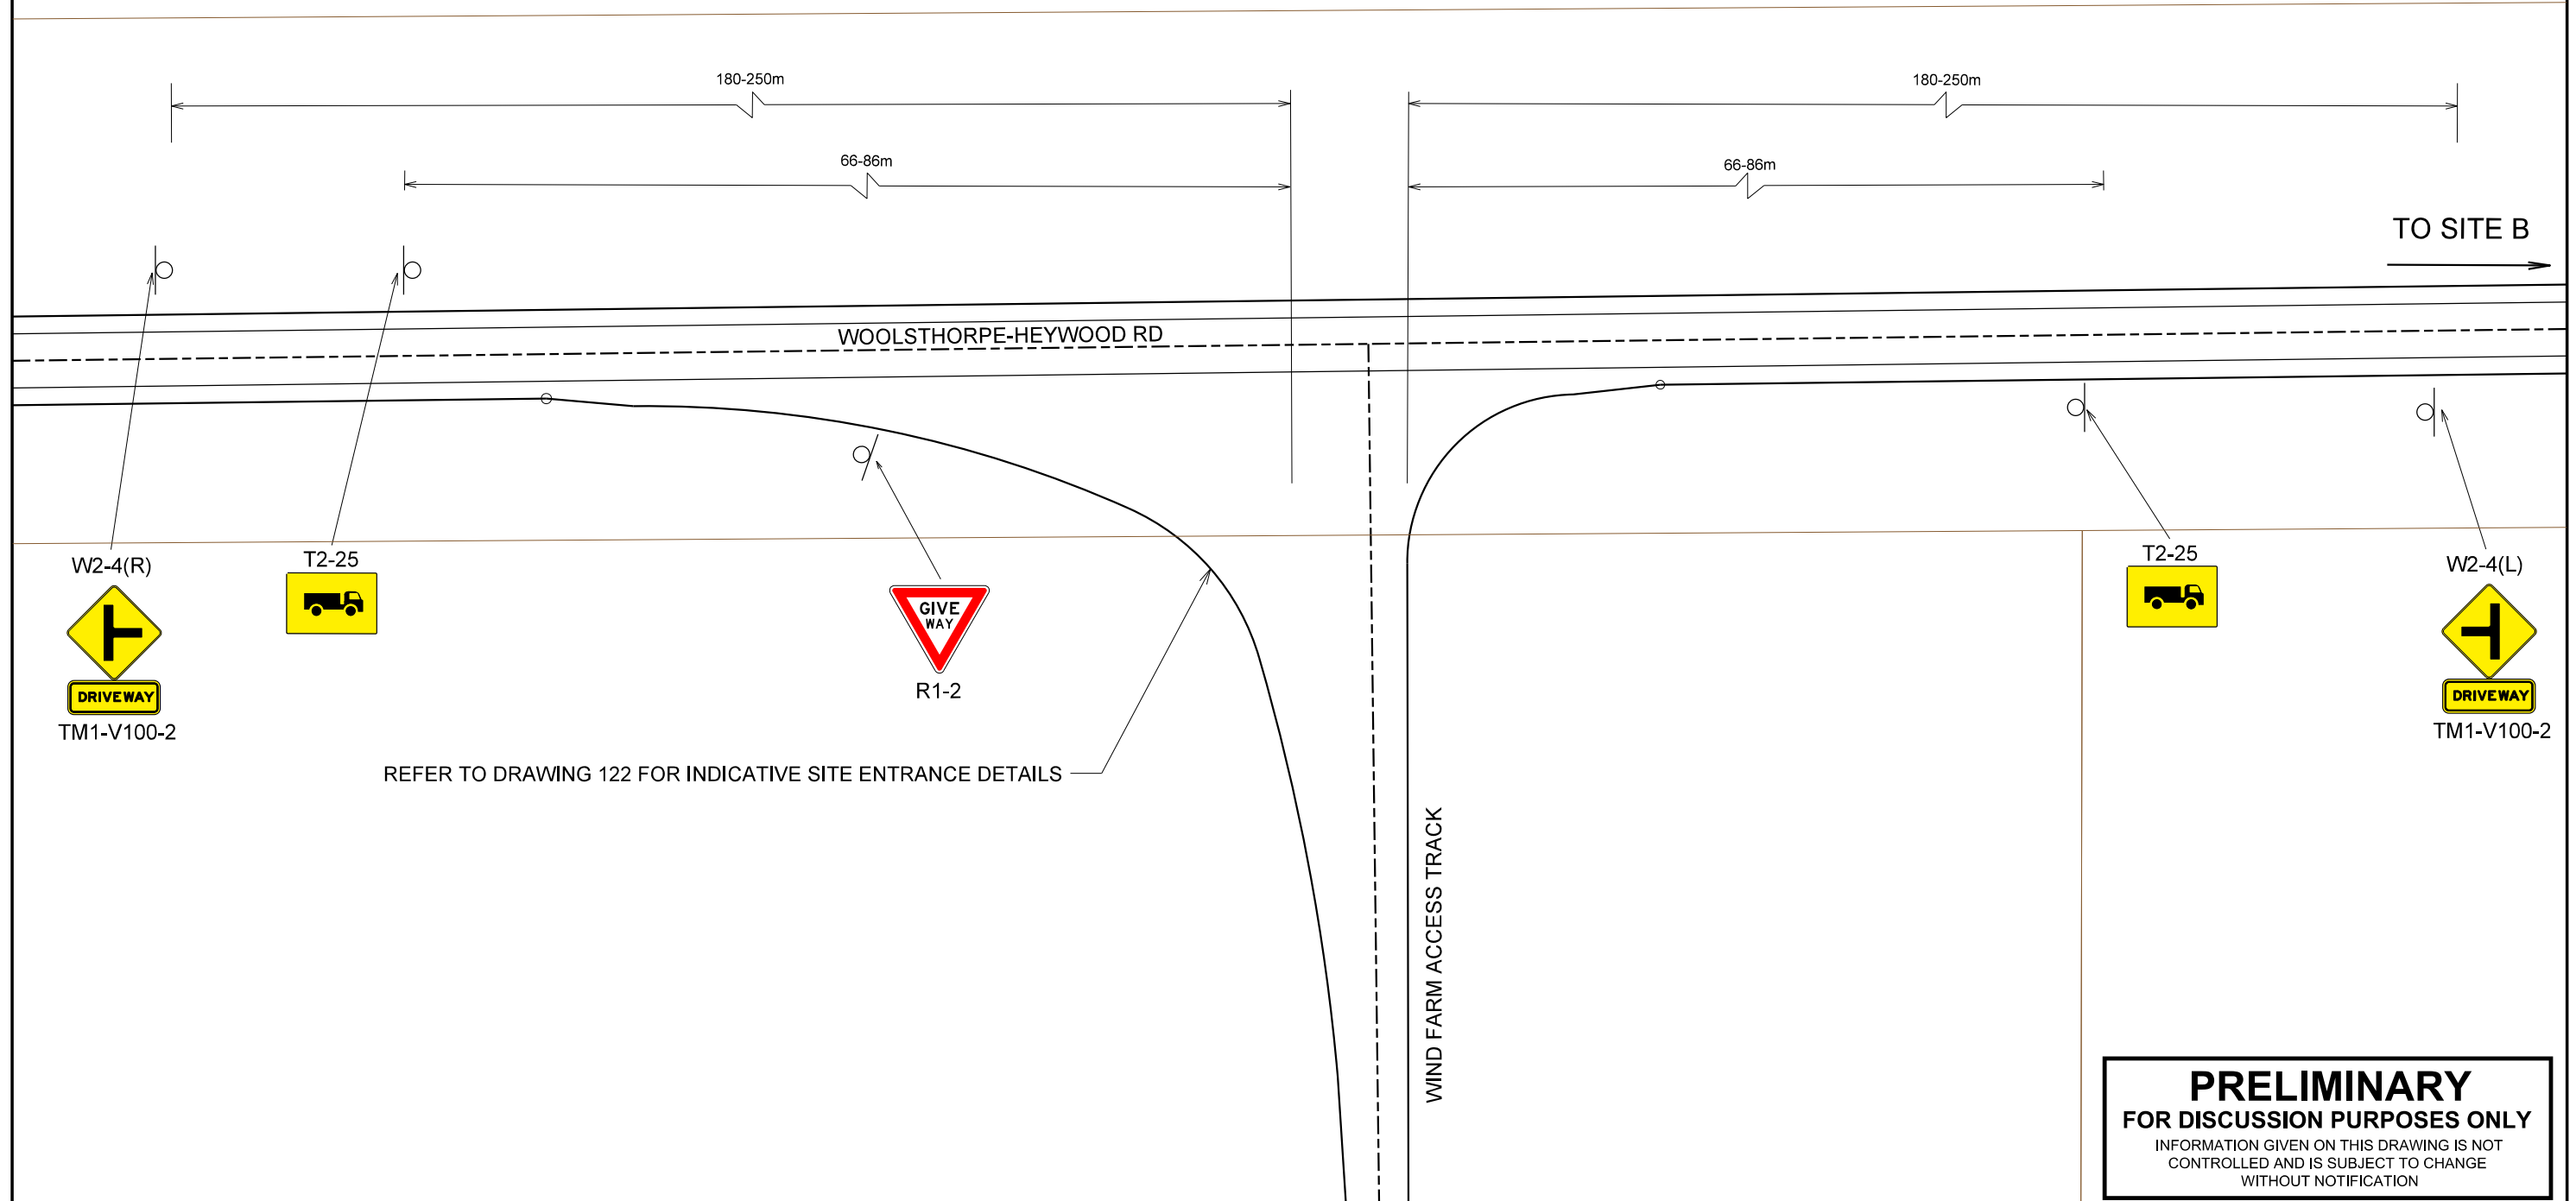 180-250m
180-250m
66-86m
66-86m
TO SITE B
WOOLSTHORPE-HEYWOOD RD
W2-4(R)
DRIVEWAY
TM1-V100-2
T2-25
GIVE
WAY
R1-2
T2-25
W2-4(L)
DRIVEWAY
TM1-V100-2
REFER TO DRAWING 122 FOR INDICATIVE SITE ENTRANCE DETAILS
WIND FARM ACCESS TRACK
PRELIMINARY
FOR DISCUSSION PURPOSES ONLY
INFORMATION GIVEN ON THIS DRAWING IS NOT
CONTROLLED AND IS SUBJECT TO CHANGE
WITHOUT NOTIFICATION